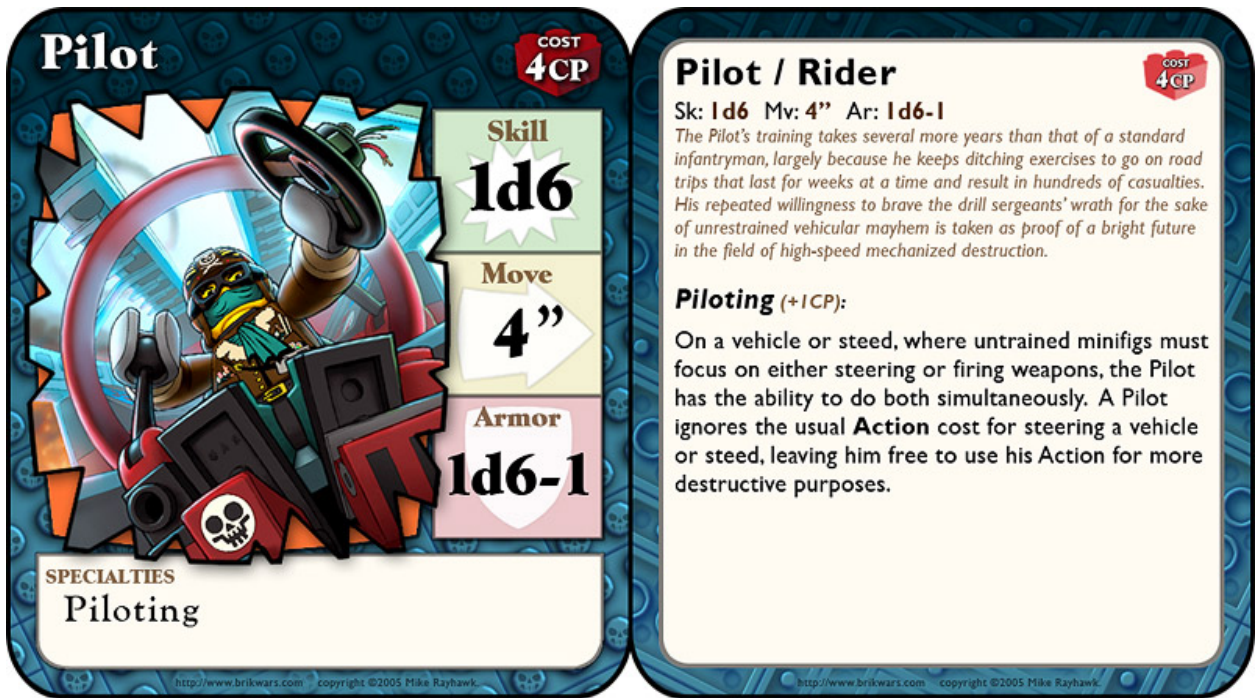 Pilot
COST
4CP
Skill
1d6
Move
4”
Armor
1d6-1
SPECIALTIES
Piloting
http://www.brikwars.com copyright ©2005 Mike Rayhawk.
Pilot / Rider
COST
4CP
Sk: 1d6 Mv: 4” Ar: 1d6-1
The Pilot's training takes several more years than that of a standard
infantryman, largely because he keeps ditching exercises to go on road
trips that last for weeks at a time and result in hundreds of casualties.
His repeated willingness to brave the drill sergeants' wrath for the sake
of unrestrained vehicular mayhem is taken as proof of a bright future
in the field of high-speed mechanized destruction.
Piloting (+1CP):
On a vehicle or steed, where untrained minifigs must
focus on either steering or firing weapons, the Pilot
has the ability to do both simultaneously. A Pilot
ignores the usual Action cost for steering a vehicle
or steed, leaving him free to use his Action for more
destructive purposes.
http://www.brikwars.com copyright ©2005 Mike Rayhawk.